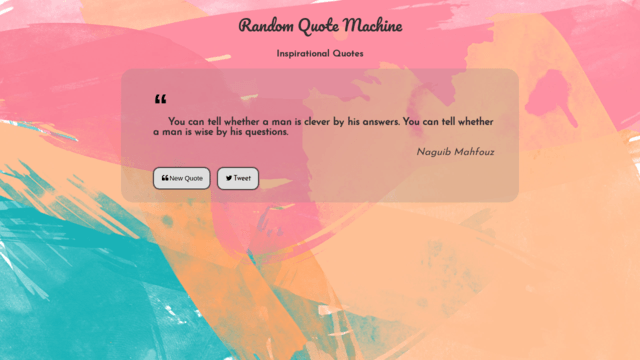 Random Quote Machine
Inspirational Quotes
“
You can tell whether a man is clever by his answers. You can tell whether
a man is wise by his questions.
Naguib Mahfouz
New Quote
Tweet